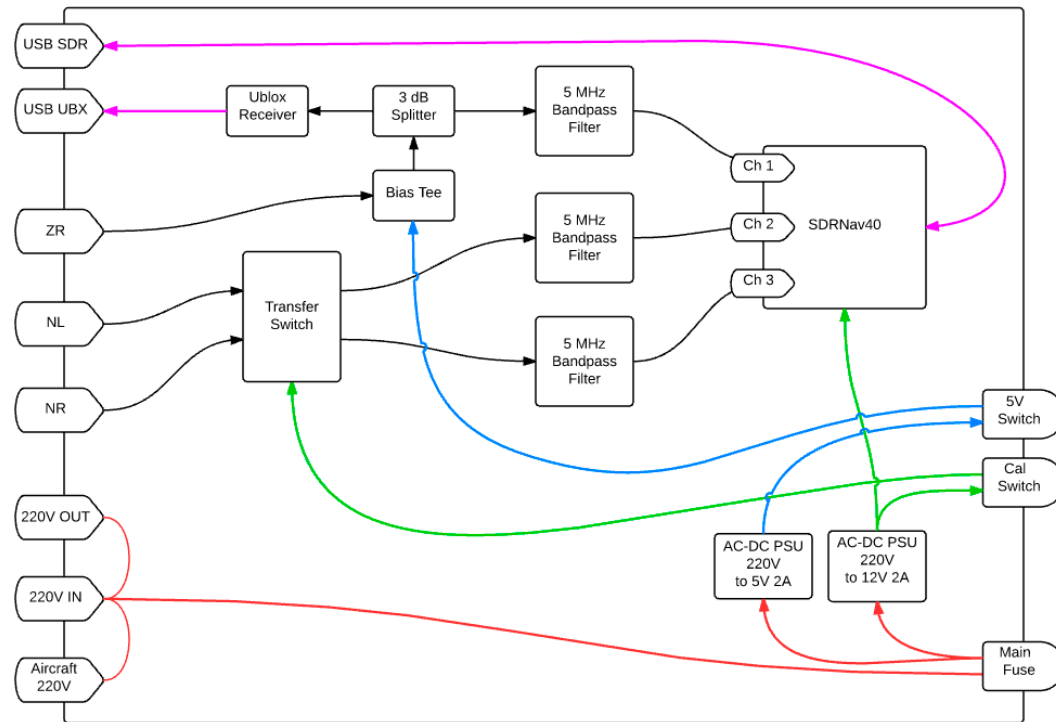 USB SDR
USB UBX
Ublox
Receiver
3 dB
Splitter
5 MHz
Bandpass
Filter
Ch 1
Bias Tee
ZR
5 MHz
Bandpass
Filter
Ch 2
SDRNav40
Ch 3
NL
Transfer
Switch
5 MHz
Bandpass
Filter
NR
5V
Switch
Cal
Switch
220V OUT
AC-DC PSU
220V
to 5V 2A
AC-DC PSU
220V
to 12V 2A
220V IN
Aircraft
220V
Main
Fuse